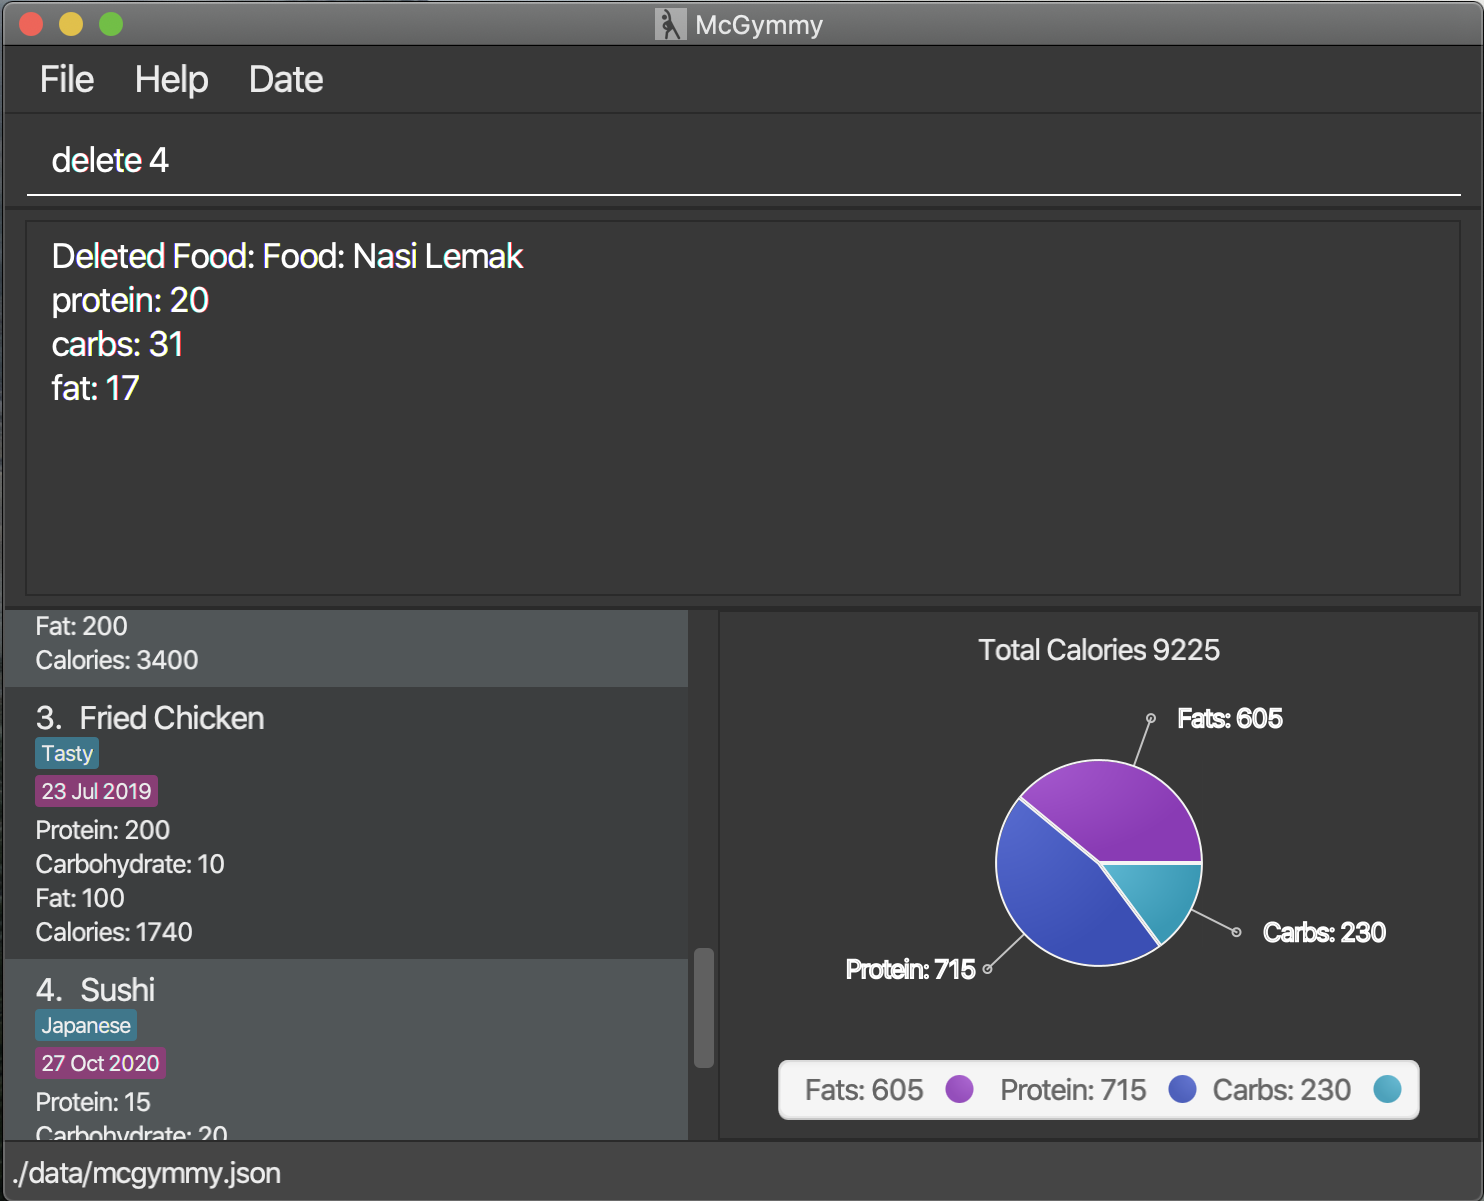 McGymmy
File Help Date
delete 4
Deleted Food: Food: Nasi Lemak
protein: 20
carbs: 31
fat: 17
Fat: 200
Calories: 3400
3. Fried Chicken
Tasty
23 Jul 2019
Protein: 200
Carbohydrate: 10
Fat: 100
Calories: 1740
4. Sushi
Japanese
27 Oct 2020
Protein: 15
Carbohydrate: 20
Total Calories 9225
Fats: 605
Carbs: 230
Protein: 715
Fats: 605 Protein: 715 Carbs: 230
./data/mcgymmy.json